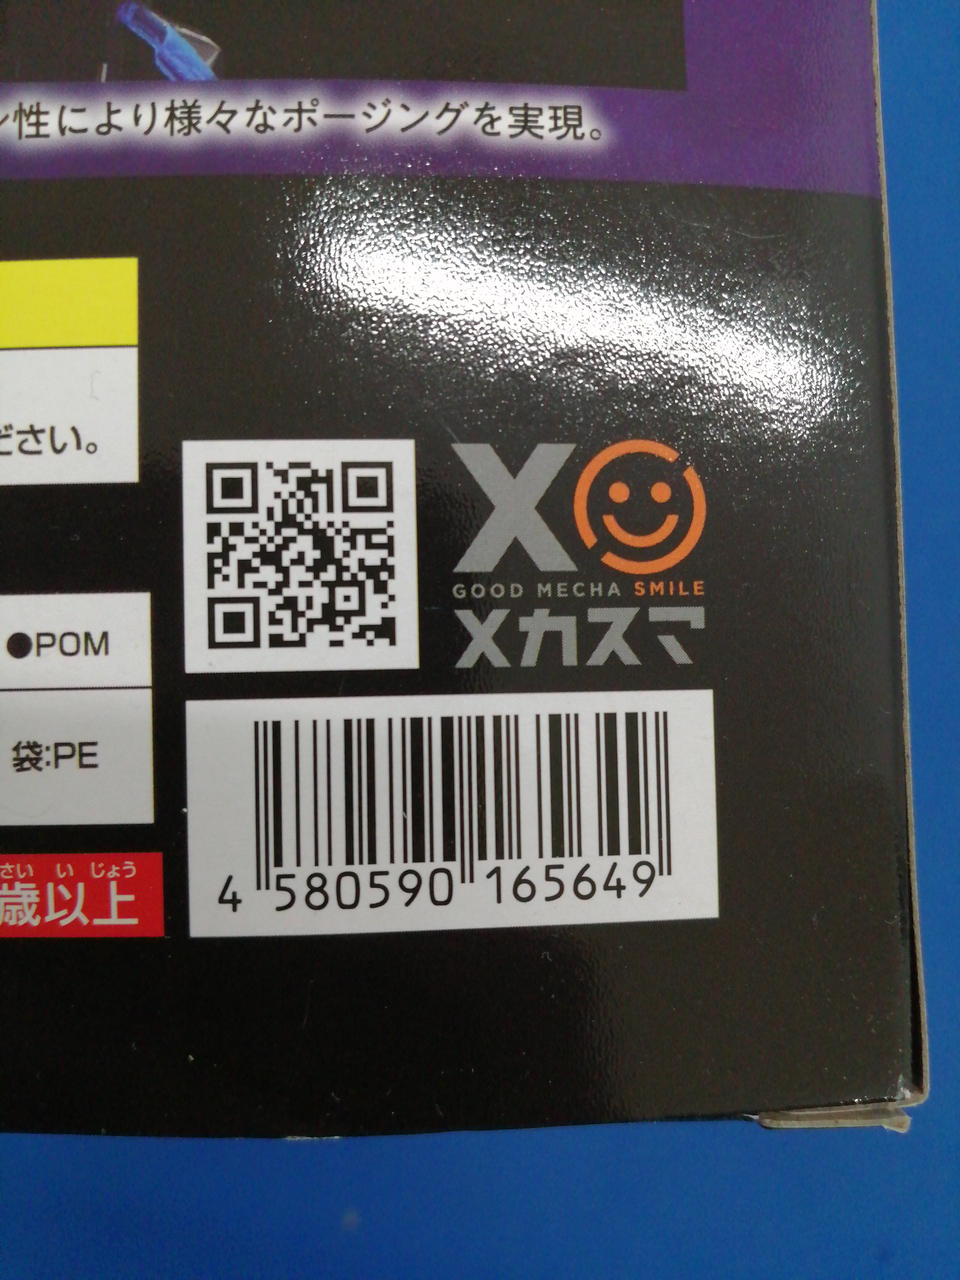 ン性により様々なポージングを実現。
ださい。
GOOD MECHA SMILE
メカスマ
●POM
袋:PE
さい い じょう
歳以上
4 580590 165649